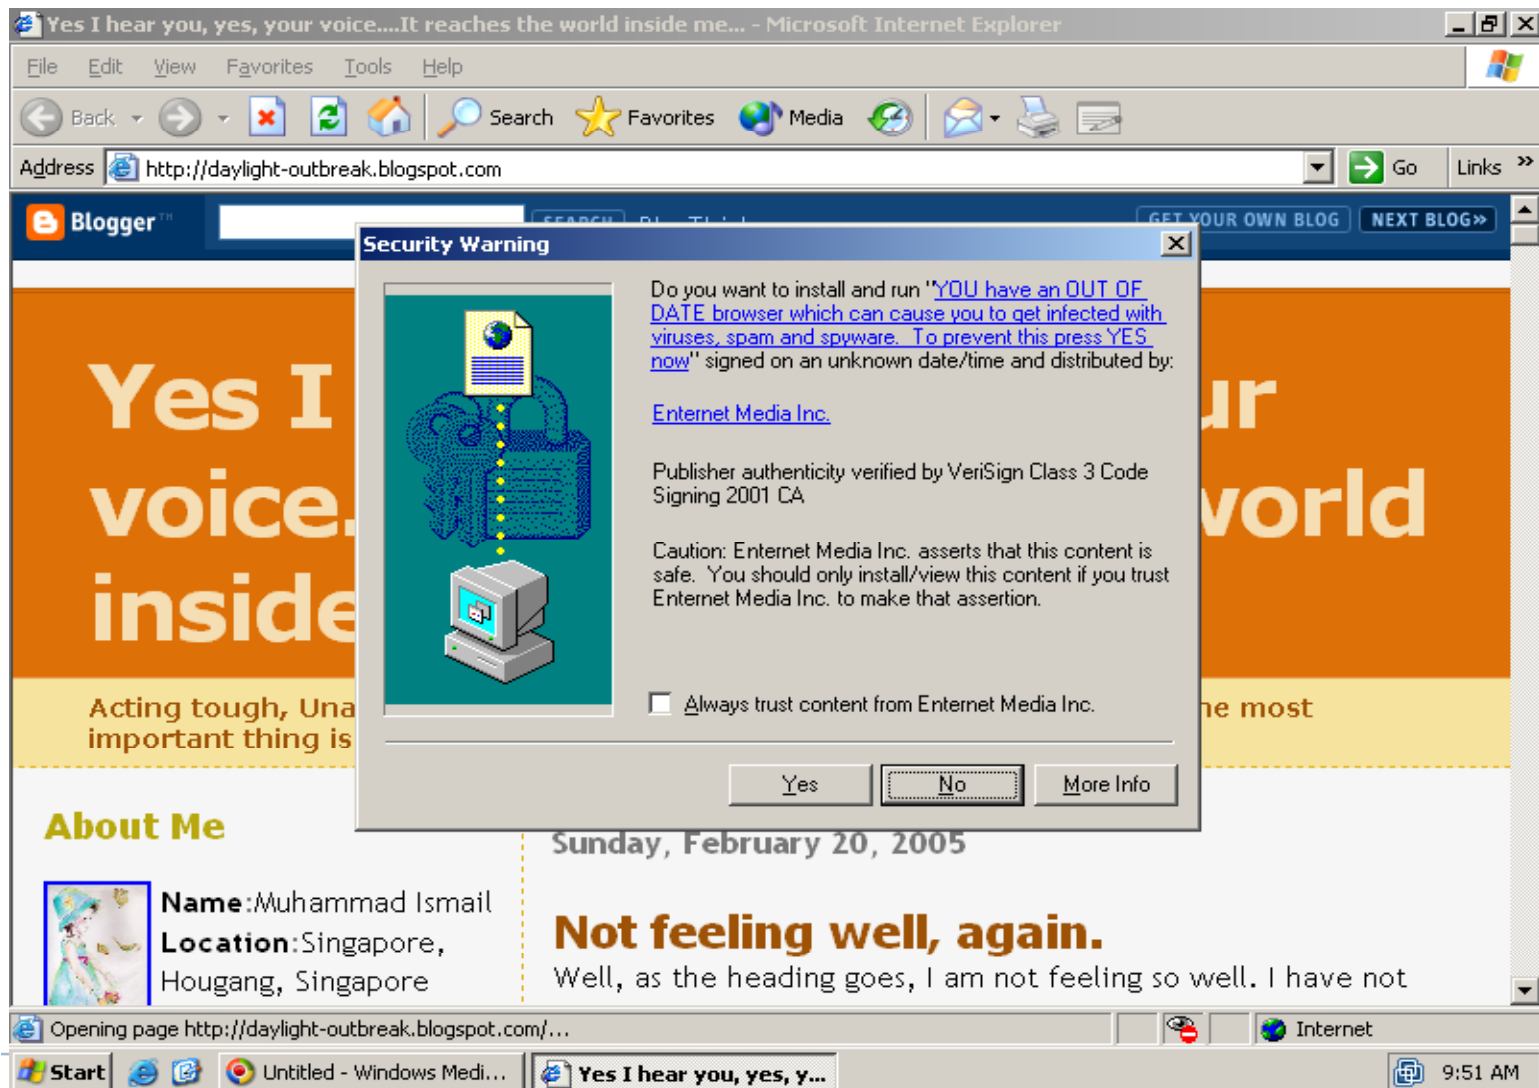 Yes I hear you, yes, your voice....It reaches the world inside me... - Microsoft Internet Explorer
File Edit View Favorites Tools Help
Back Search Favorites Media
Address http://daylight-outbreak.blogspot.com Go Links »
Blogger™ GET YOUR OWN BLOG NEXT BLOG»
Security Warning
Do you want to install and run "YOU have an OUT OF
DATE browser which can cause you to get infected with
viruses, spam and spyware. To prevent this press YES
now" signed on an unknown date/time and distributed by:
Enternet Media Inc.
Publisher authenticity verified by VeriSign Class 3 Code
Signing 2001 CA
Caution: Enternet Media Inc. asserts that this content is
safe. You should only install/view this content if you trust
Enternet Media Inc. to make that assertion.
Always trust content from Enternet Media Inc.
Yes No More Info
Yes I ur
voice. world
inside
Acting tough, Una he most
important thing is
About Me
Name:Muhammad Ismail
Location:Singapore,
Hougang, Singapore
Sunday, February 20, 2005
Not feeling well, again.
Well, as the heading goes, I am not feeling so well. I have not
Opening page http://daylight-outbreak.blogspot.com/... Internet
Start Untitled - Windows Medi... Yes I hear you, yes, y... 9:51 AM